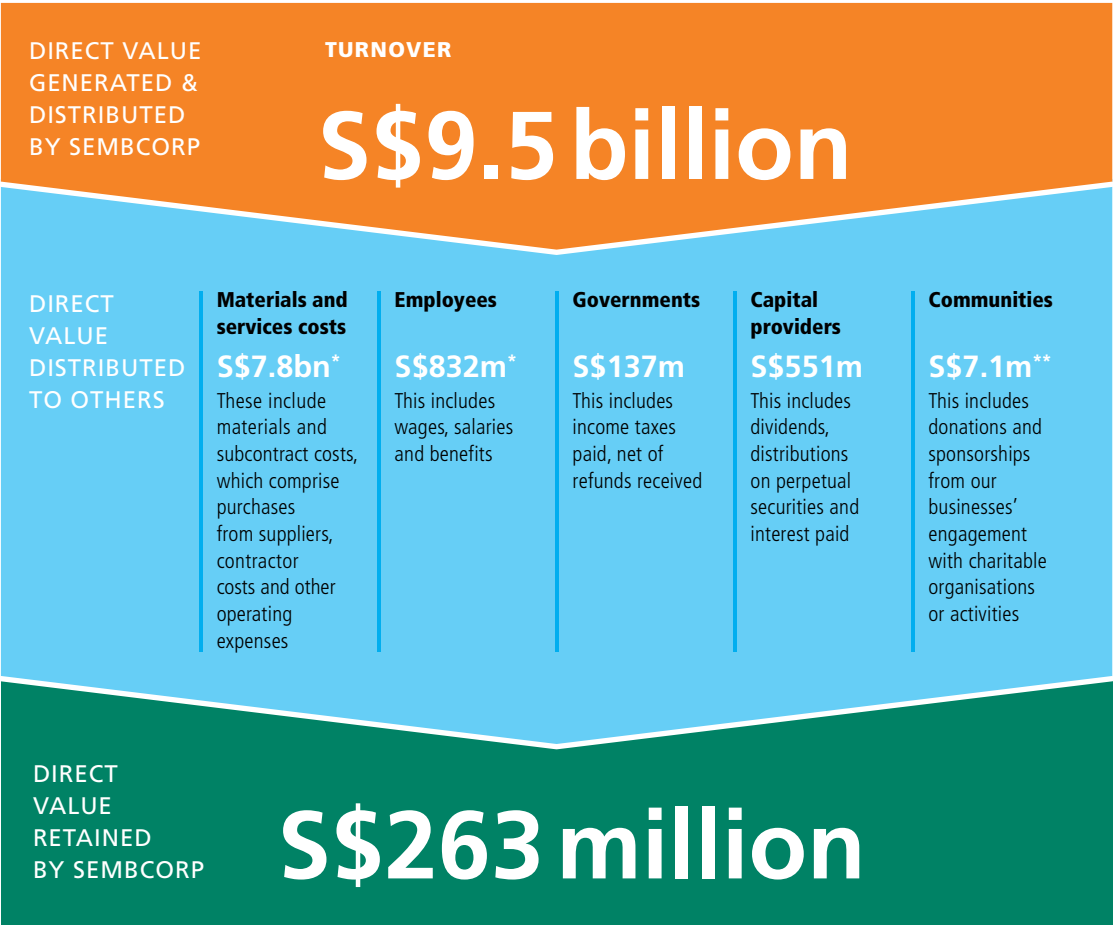 DIRECT VALUE
GENERATED &
DISTRIBUTED
BY SEMBCORP
TURNOVER
S$9.5 billion
DIRECT
VALUE
DISTRIBUTED
TO OTHERS
Materials and
services costs
S$7.8bn*
These include
materials and
subcontract costs,
which comprise
purchases
from suppliers,
contractor
costs and other
operating
expenses
Employees
S$832m*
This includes
wages, salaries
and benefits
Governments
S$137m
This includes
income taxes
paid, net of
refunds received
Capital
providers
S$551m
This includes
dividends,
distributions
on perpetual
securities and
interest paid
Communities
S$7.1m**
This includes
donations and
sponsorships
from our
businesses’
engagement
with charitable
organisations
or activities
DIRECT
VALUE
RETAINED
BY SEMBCORP
S$263 million